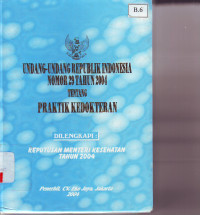 B.6
UNDANG-UNDANG REPUBLIK INDONESIA
NOMOR 29 TAHUN 2004
TENTANG
PRAKTIK KEDOKTERAN
DILENGKAPI :
KEPUTUSAN MENTERI KESEHATAN
TAHUN 2004
Penerbit, CV. Eko Jaya, Jakarta
2004